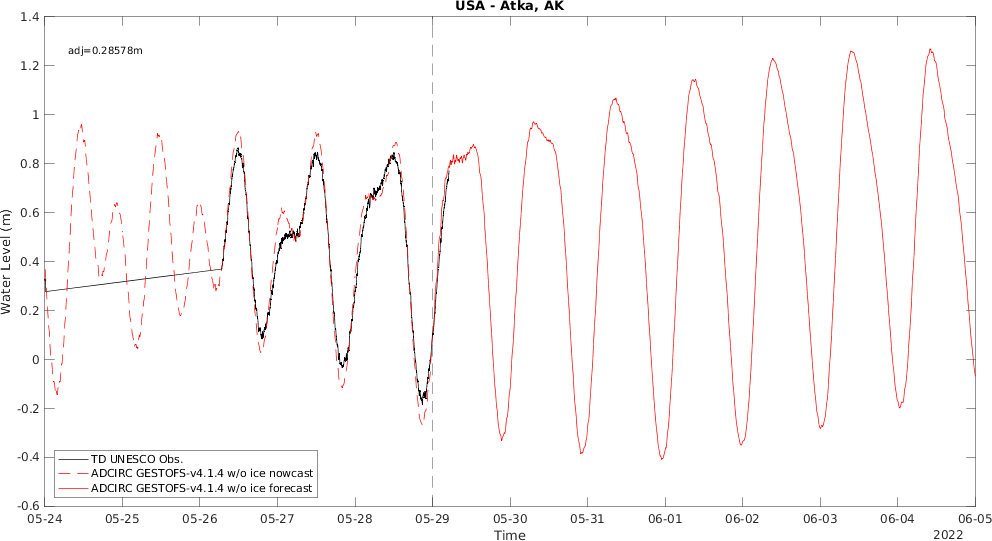 USA - Atka, AK
adj=0.28578m
1.4
1.2
1
0.8
0.6
0.4
0.2
0
-0.2
-0.4
-0.6
Water Level (m)
TD UNESCO Obs.
ADCIRC GESTOFS-v4.1.4 w/o ice nowcast
ADCIRC GESTOFS-v4.1.4 w/o ice forecast
05-24 05-25 05-26 05-27 05-28 05-29 05-30 05-31 06-01 06-02 06-03 06-04 06-05
Time
2022